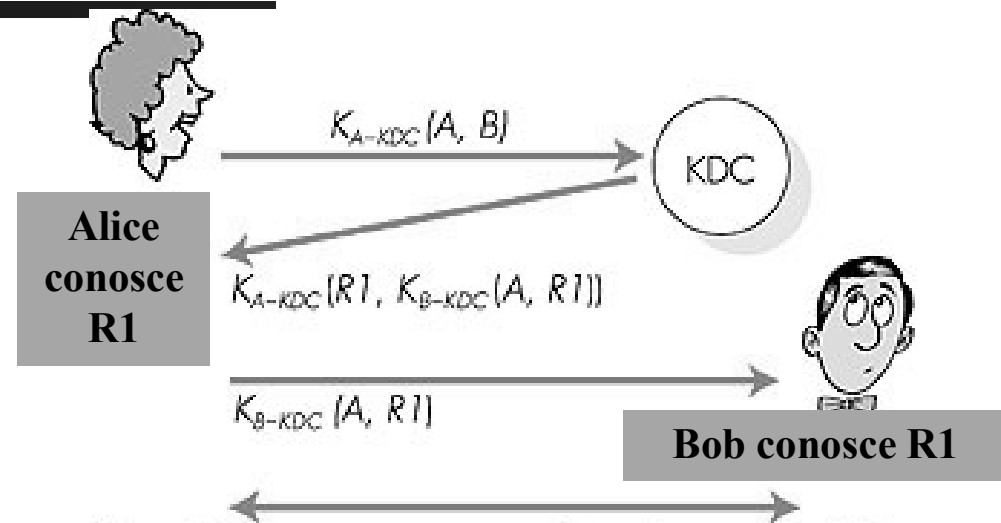 K_A-KDC(A, B)
KDC
Alice
conosce
R1
K_A-KDC(R1, K_B-KDC(A, R1))
K_B-KDC (A, R1)
Bob conosce R1